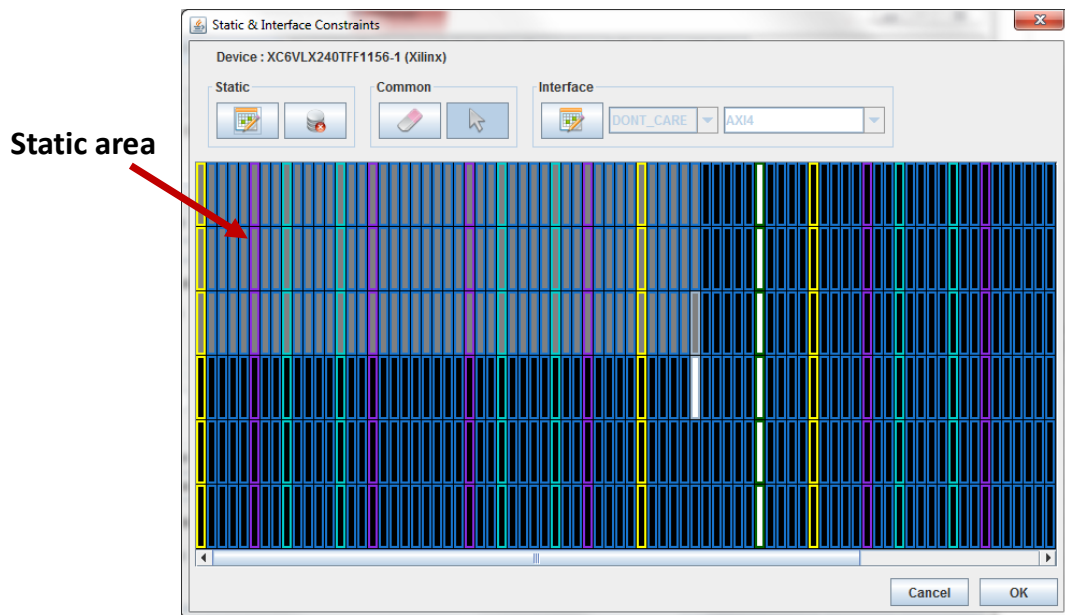 Static & Interface Constraints
Device : XC6VLX240TFF1156-1 (Xilinx)
Static
Common
Interface
DONT_CARE
AXI4
Static area
Cancel
OK